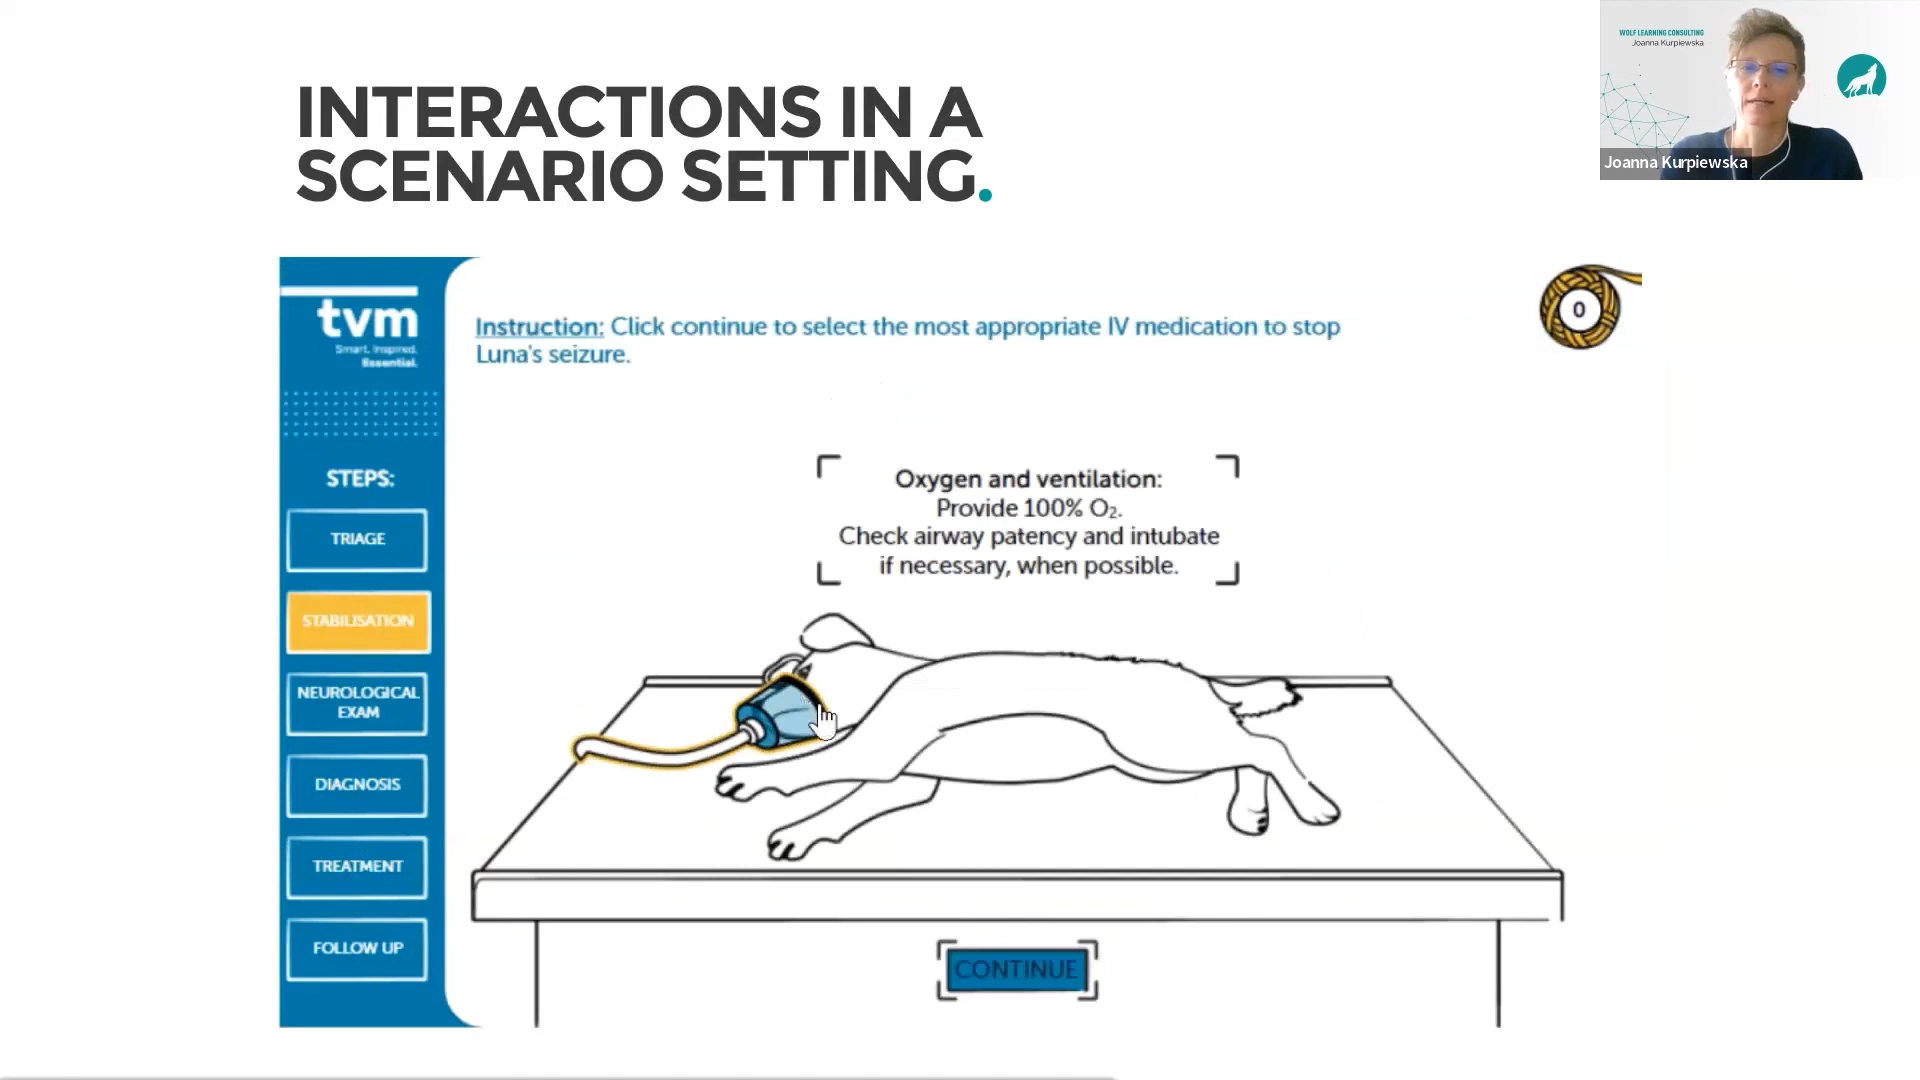 WOLF LEARNING CONSULTING
Joanna Kurpiewska
Joanna Kurpiewska
INTERACTIONS IN A
SCENARIO SETTING.
tvm
Smart. Inspired.
Essential.
Instruction: Click continue to select the most appropriate IV medication to stop
Luna's seizure.
0
STEPS:
TRIAGE
STABILISATION
NEUROLOGICAL
EXAM
DIAGNOSIS
TREATMENT
FOLLOW UP
Oxygen and ventilation:
Provide 100% O₂.
Check airway patency and intubate
if necessary, when possible.
CONTINUE